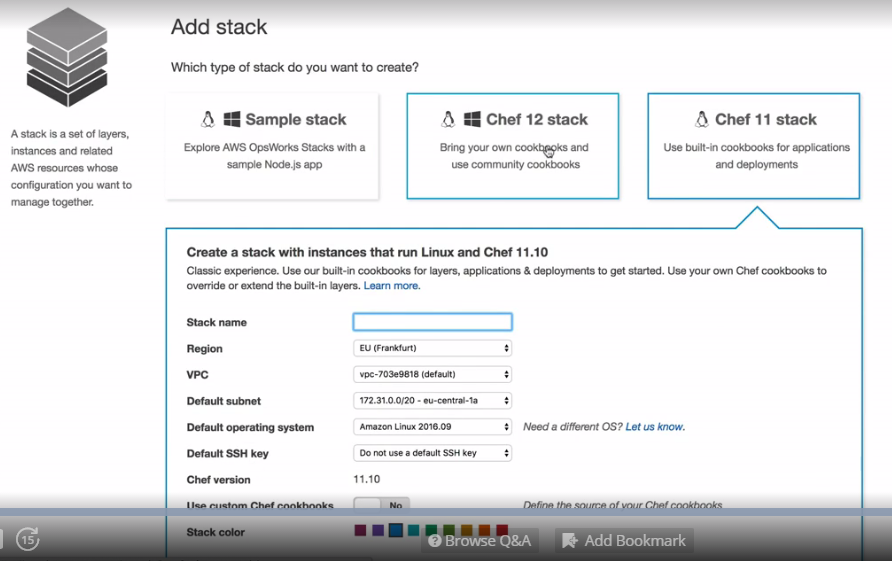 Add stack
Which type of stack do you want to create?
A stack is a set of layers,
instances and related
AWS resources whose
configuration you want to
manage together.
Sample stack
Explore AWS OpsWorks Stacks with a
sample Node.js app
Chef 12 stack
Bring your own cookbooks and
use community cookbooks
Chef 11 stack
Use built-in cookbooks for applications
and deployments
Create a stack with instances that run Linux and Chef 11.10
Classic experience. Use our built-in cookbooks for layers, applications & deployments to get started. Use your own Chef cookbooks to
override or extend the built-in layers. Learn more.
Stack name
Region EU (Frankfurt)
VPC vpc-703e9818 (default)
Default subnet 172.31.0.0/20 - eu-central-1a
Default operating system Amazon Linux 2016.09 Need a different OS? Let us know.
Default SSH key Do not use a default SSH key
Chef version 11.10
Use custom Chef cookbooks No Define the source of your Chef cookbooks
Stack color
15 Browse Q&A Add Bookmark